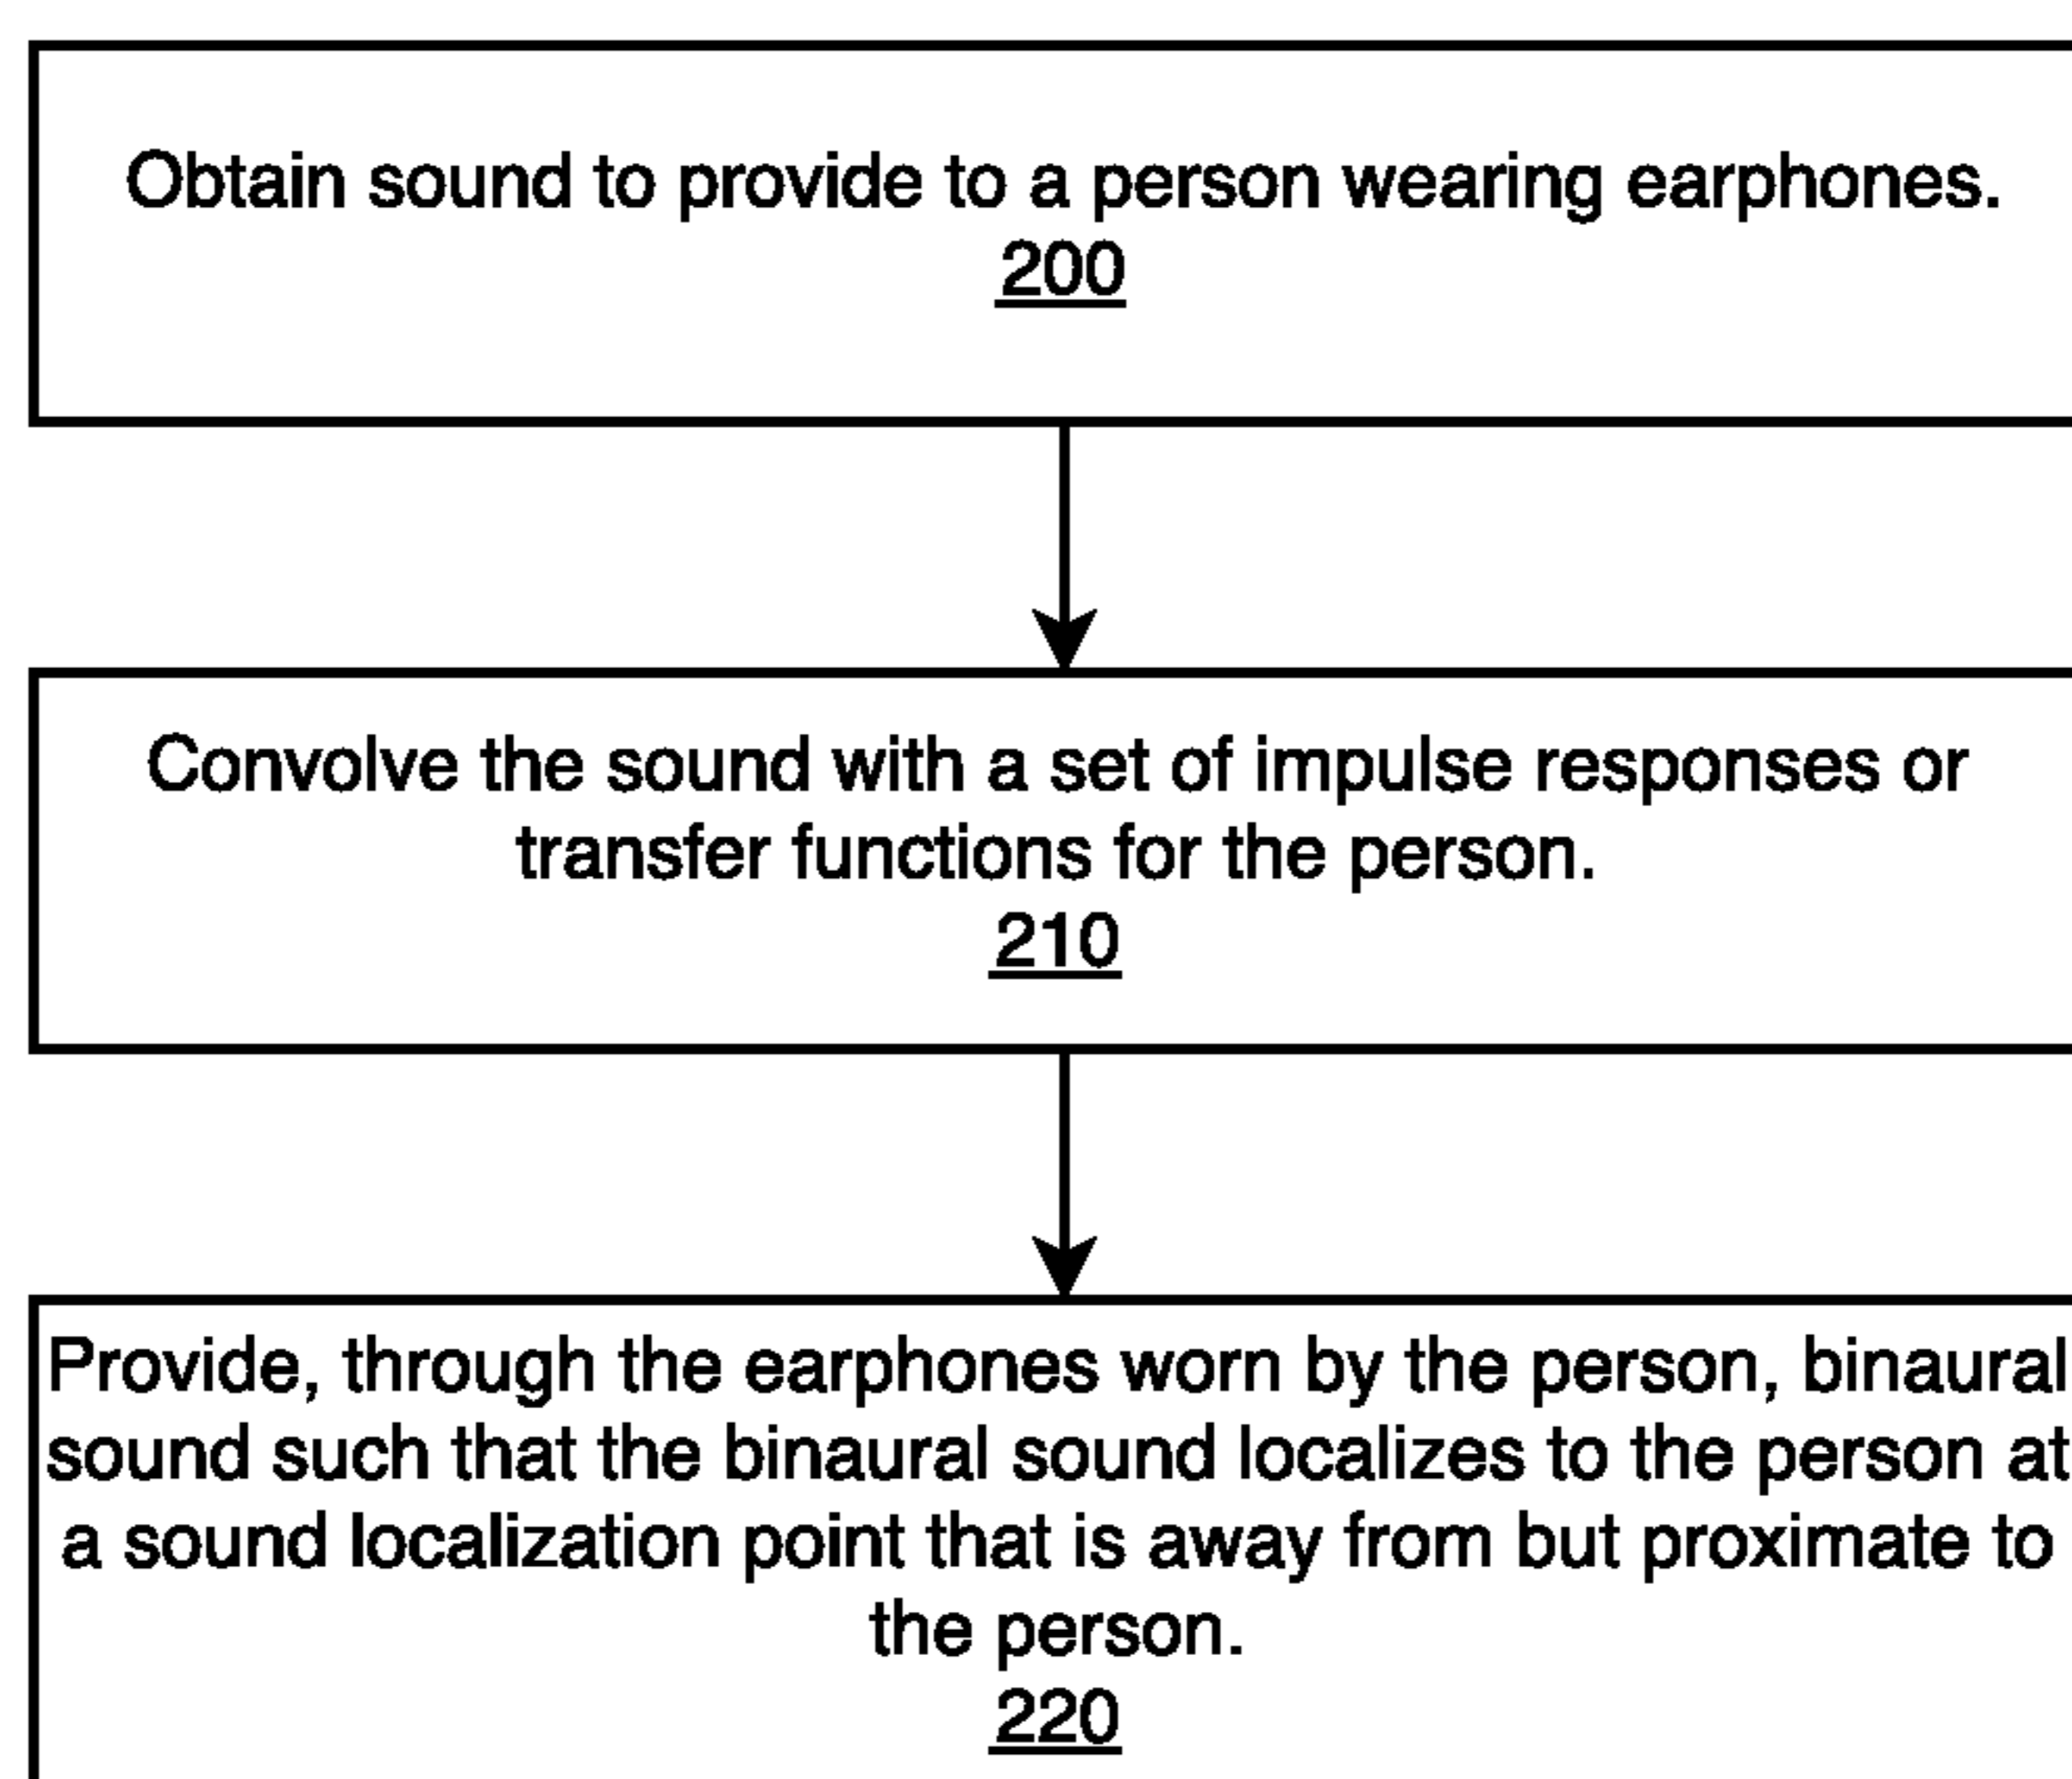 Obtain sound to provide to a person wearing earphones.
200
Convolve the sound with a set of impulse responses or
transfer functions for the person.
210
Provide, through the earphones worn by the person, binaural
sound such that the binaural sound localizes to the person at
a sound localization point that is away from but proximate to
the person.
220